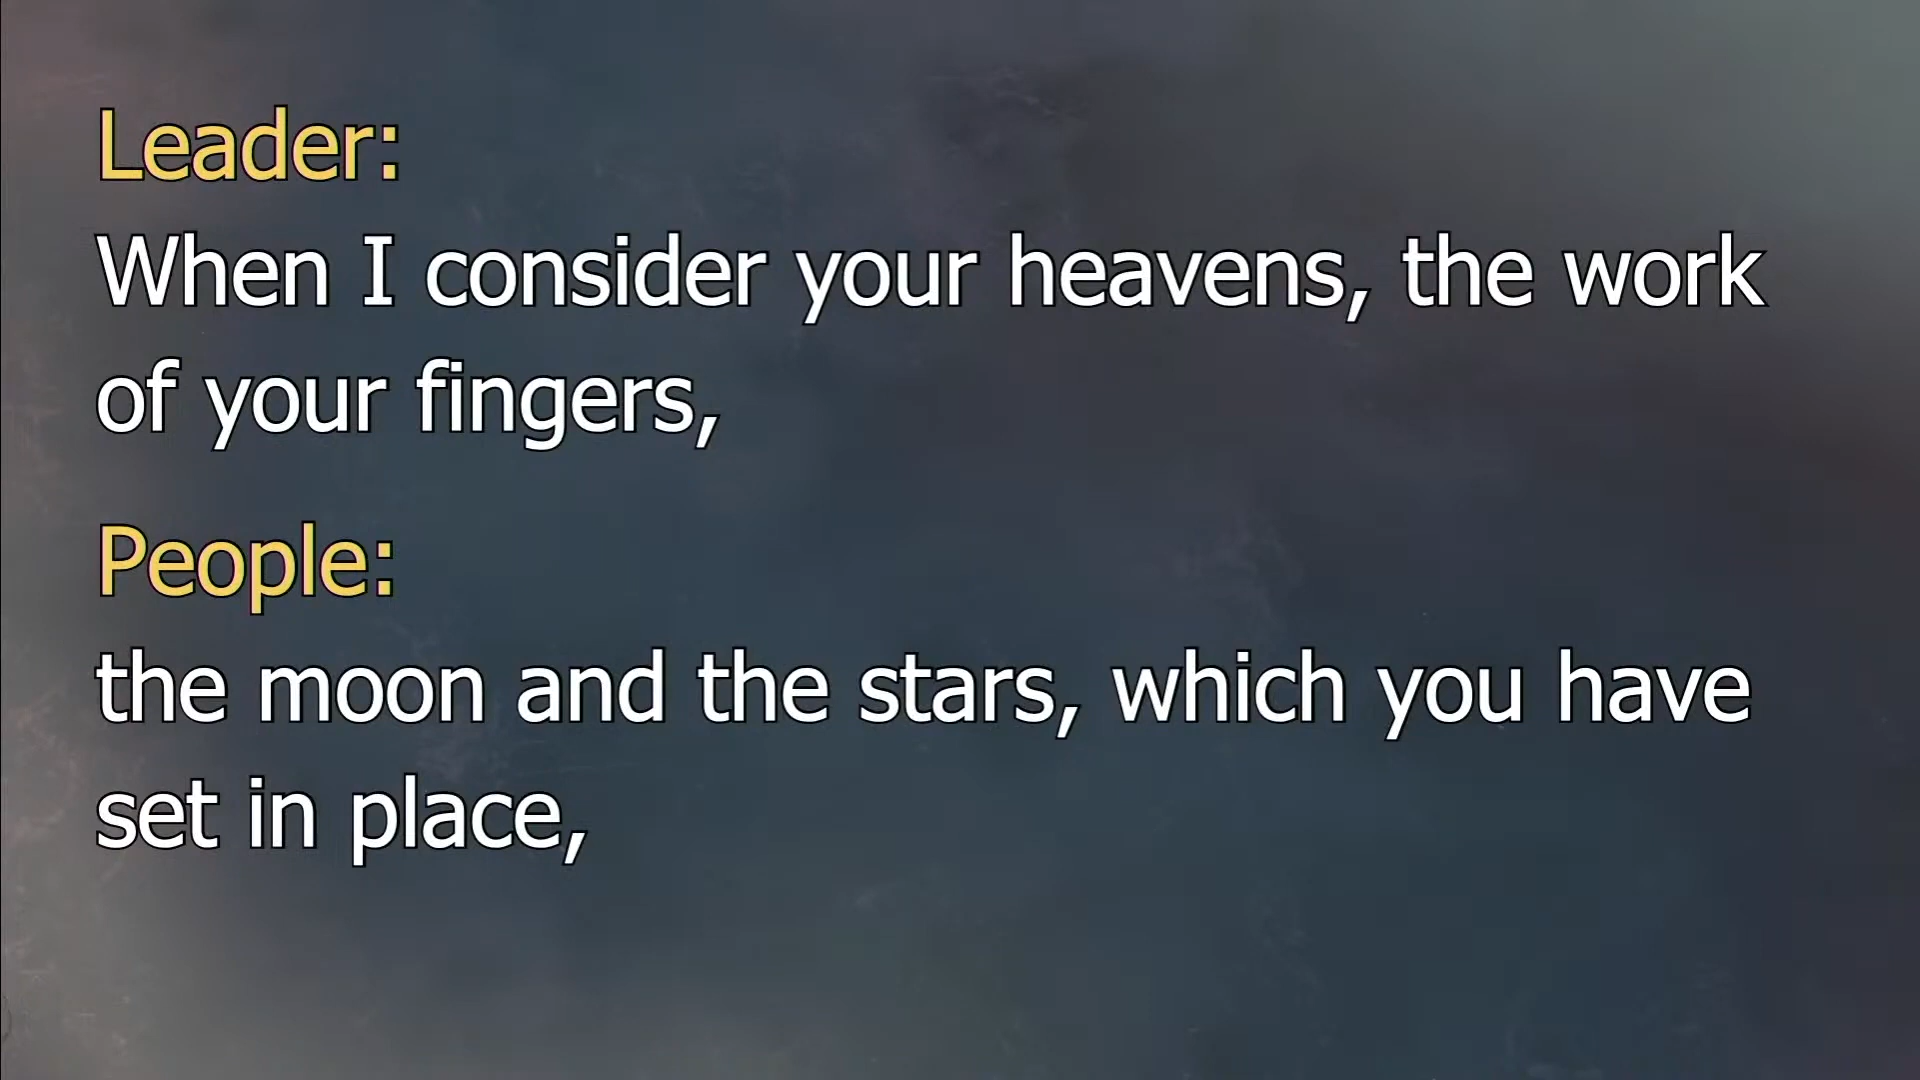 Leader:
When I consider your heavens, the work
of your fingers,
People:
the moon and the stars, which you have
set in place,